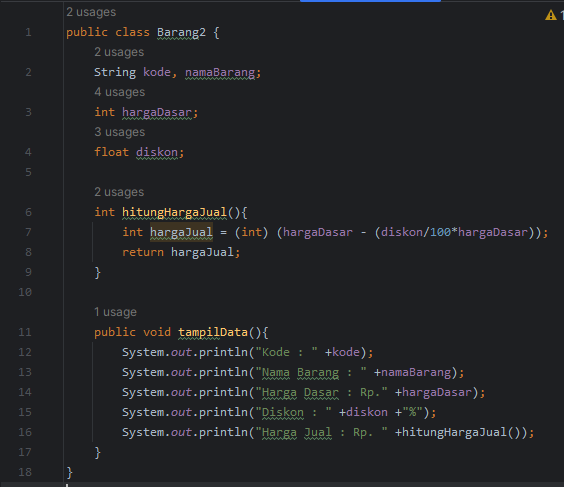 2 usages
1 public class Barang2 {
2 usages
2 String kode, namaBarang;
4 usages
3 int hargaDasar;
3 usages
4 float diskon;
5
2 usages
6 int hitungHargaJual(){
7 int hargaJual = (int) (hargaDasar - (diskon/100*hargaDasar));
8 return hargaJual;
9 }
10
1 usage
11 public void tampilData(){
12 System.out.println("Kode : " +kode);
13 System.out.println("Nama Barang : " +namaBarang);
14 System.out.println("Harga Dasar : Rp." +hargaDasar);
15 System.out.println("Diskon : " +diskon +"%");
16 System.out.println("Harga Jual : Rp. " +hitungHargaJual());
17 }
18 }